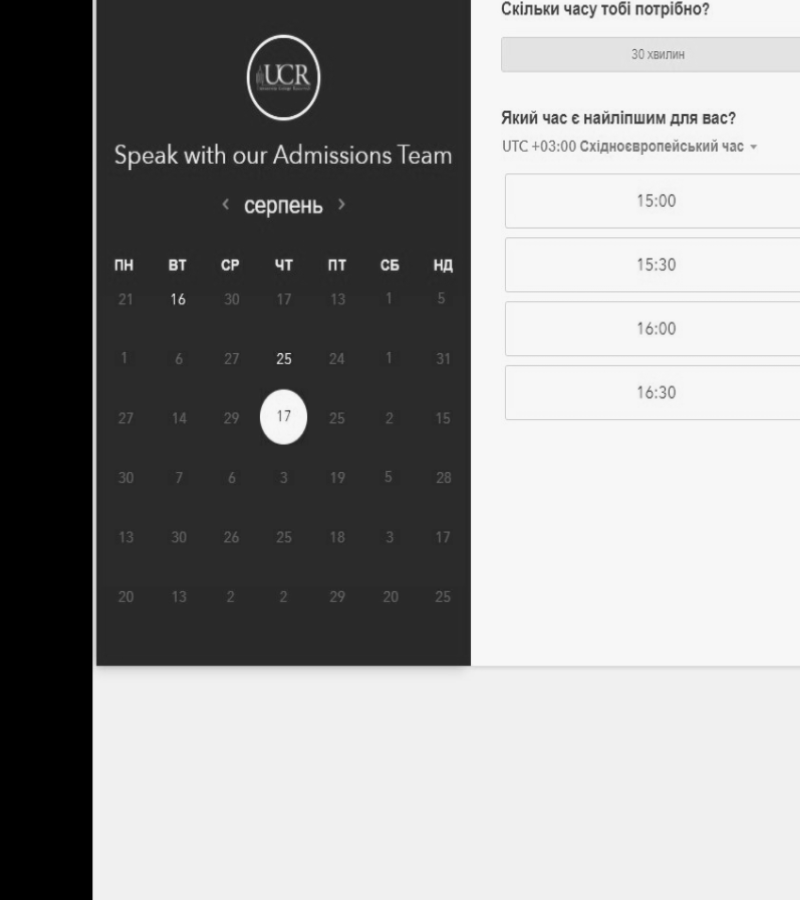 UCR
Speak with our Admissions Team
серпень
ПН ВТ СР ЧТ ПТ СБ НД
21 16 30 17 13 1 5
1 6 27 25 24 1 31
27 14 29 17 25 2 15
30 7 6 3 19 5 28
13 30 26 25 18 3 17
20 13 2 2 29 20 25
Скільки часу тобі потрібно?
30 хвилин
Який час є найліпшим для вас?
UTC +03:00 Східноєвропейський час
15:00
15:30
16:00
16:30